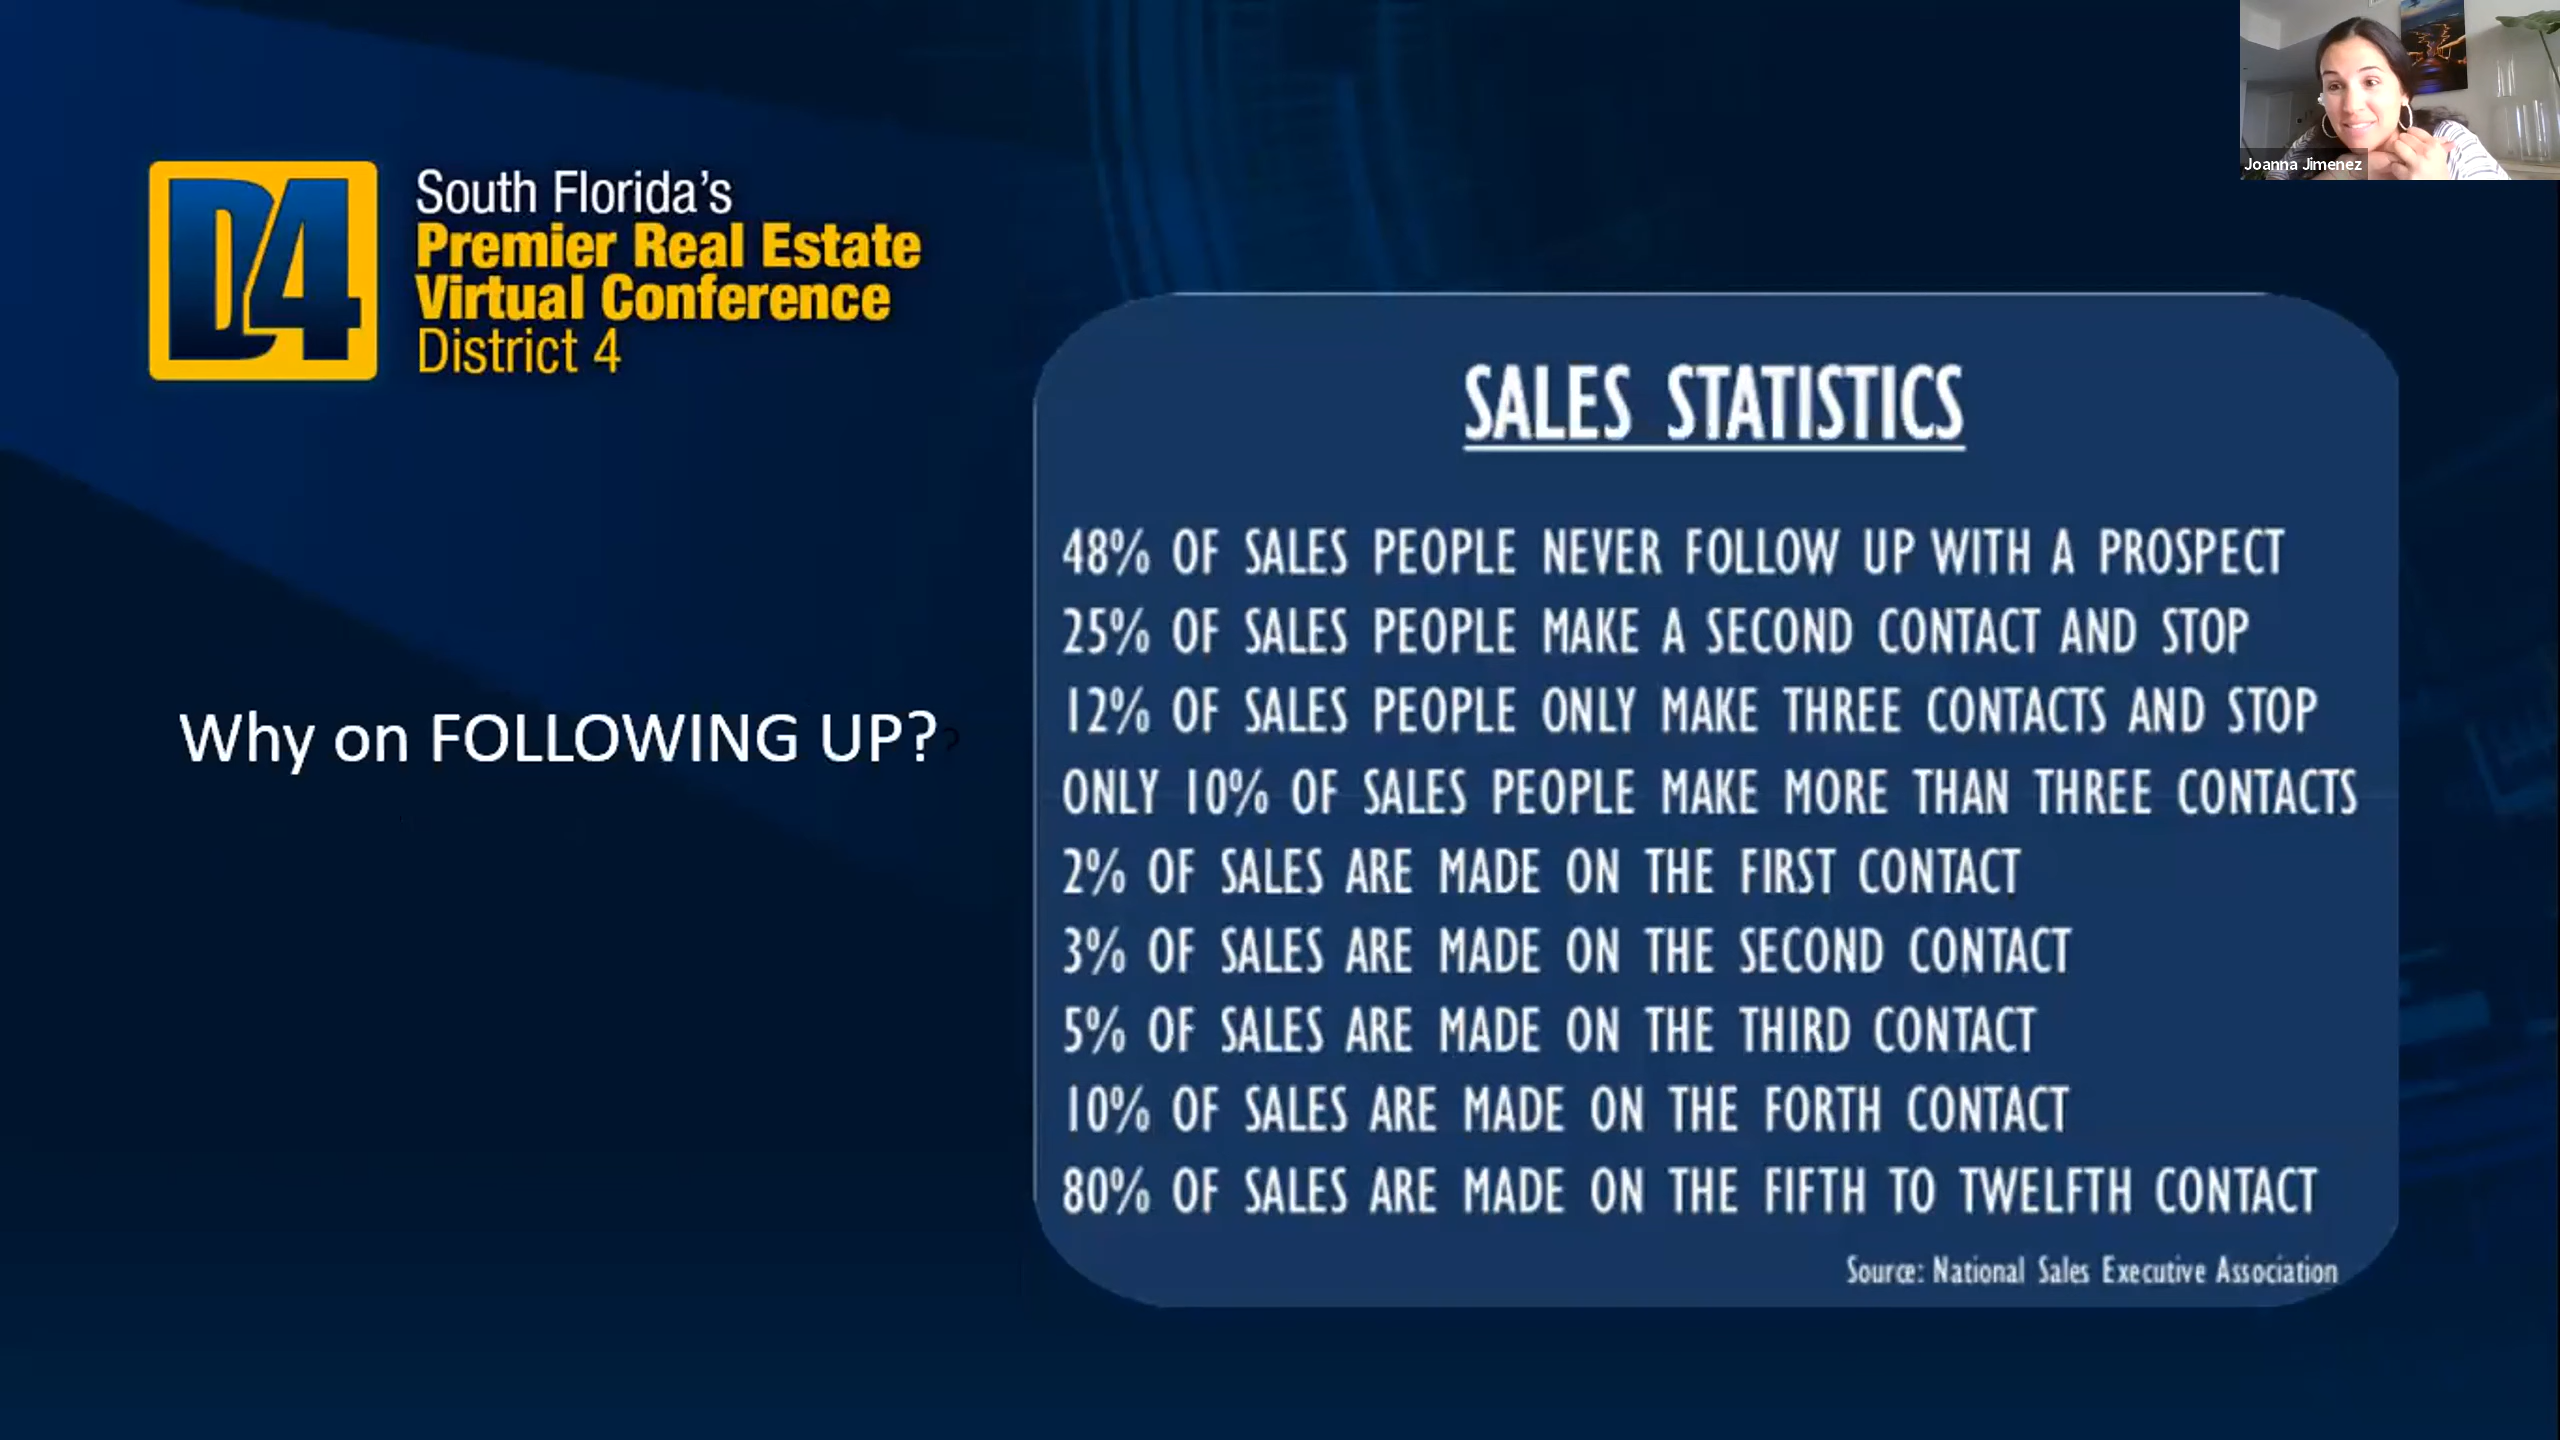 Joanna Jimenez
D4
South Florida's
Premier Real Estate
Virtual Conference
District 4
Why on FOLLOWING UP??
SALES STATISTICS
48% OF SALES PEOPLE NEVER FOLLOW UP WITH A PROSPECT
25% OF SALES PEOPLE MAKE A SECOND CONTACT AND STOP
12% OF SALES PEOPLE ONLY MAKE THREE CONTACTS AND STOP
ONLY 10% OF SALES PEOPLE MAKE MORE THAN THREE CONTACTS
2% OF SALES ARE MADE ON THE FIRST CONTACT
3% OF SALES ARE MADE ON THE SECOND CONTACT
5% OF SALES ARE MADE ON THE THIRD CONTACT
10% OF SALES ARE MADE ON THE FORTH CONTACT
80% OF SALES ARE MADE ON THE FIFTH TO TWELFTH CONTACT
Source: National Sales Executive Association